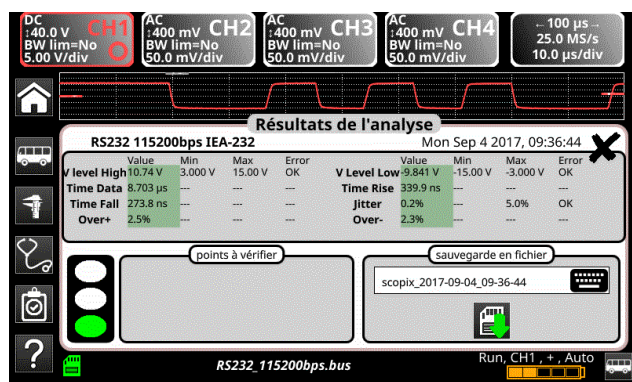 DC
↕40.0 V CH1
BW lim=No
5.00 V/div
AC
↕400 mV CH2
BW lim=No
50.0 mV/div
AC
↕400 mV CH3
BW lim=No
50.0 mV/div
AC
↕400 mV CH4
BW lim=No
50.0 mV/div
←100 µs→
25.0 MS/s
10.0 µs/div
Résultats de l'analyse
RS232 115200bps IEA-232 Mon Sep 4 2017, 09:36:44
Value Min Max Error Value Min Max Error
V level High 10.74 V 3.000 V 15.00 V OK V Level Low -9.841 V -15.00 V -3.000 V OK
Time Data 8.703 µs --- --- --- Time Rise 339.9 ns --- --- ---
Time Fall 273.8 ns --- --- --- Jitter 0.2% --- 5.0% OK
Over+ 2.5% --- --- --- Over- 2.3% --- --- ---
points à vérifier
sauvegarde en fichier
scopix_2017-09-04_09-36-44
?
RS232_115200bps.bus
Run, CH1 , + , Auto